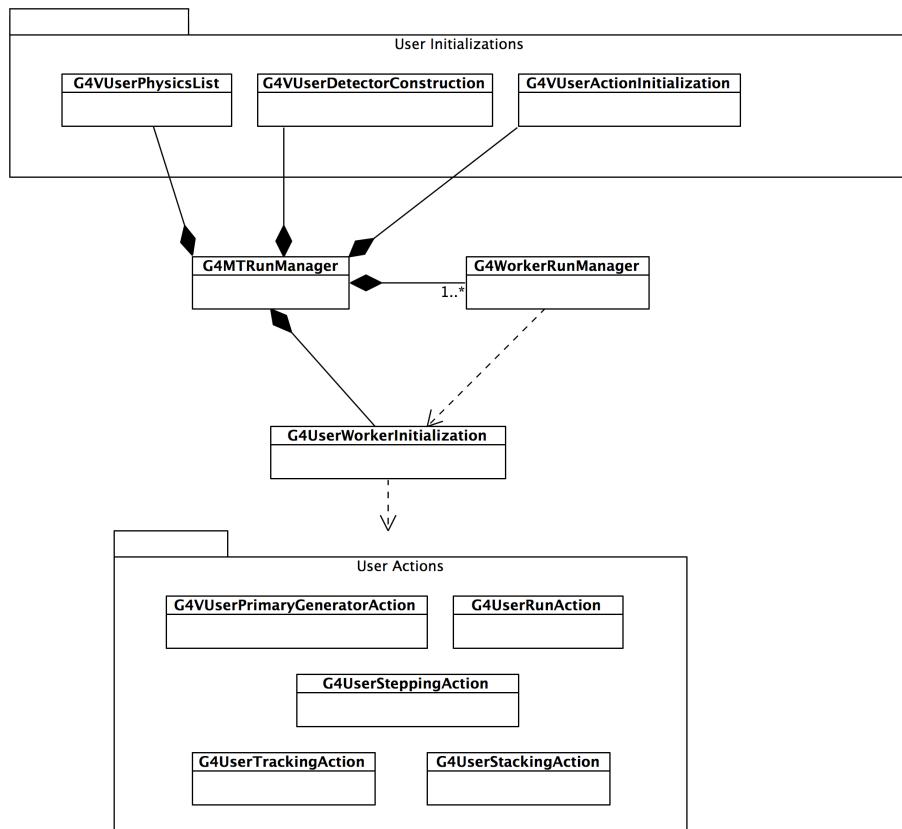 User Initializations
G4VUserPhysicsList
G4VUserDetectorConstruction
G4VUserActionInitialization
G4MTRunManager
G4WorkerRunManager
1..*
G4UserWorkerInitialization
User Actions
G4VUserPrimaryGeneratorAction
G4UserRunAction
G4UserSteppingAction
G4UserTrackingAction
G4UserStackingAction